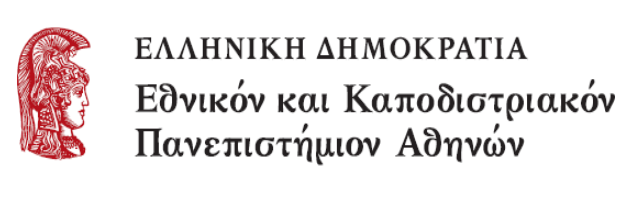 ΕΛΛΗΝΙΚΗ ΔΗΜΟΚΡΑΤΙΑ
Εθνικόν και Καποδιστριακόν
Πανεπιστήμιον Αθηνών